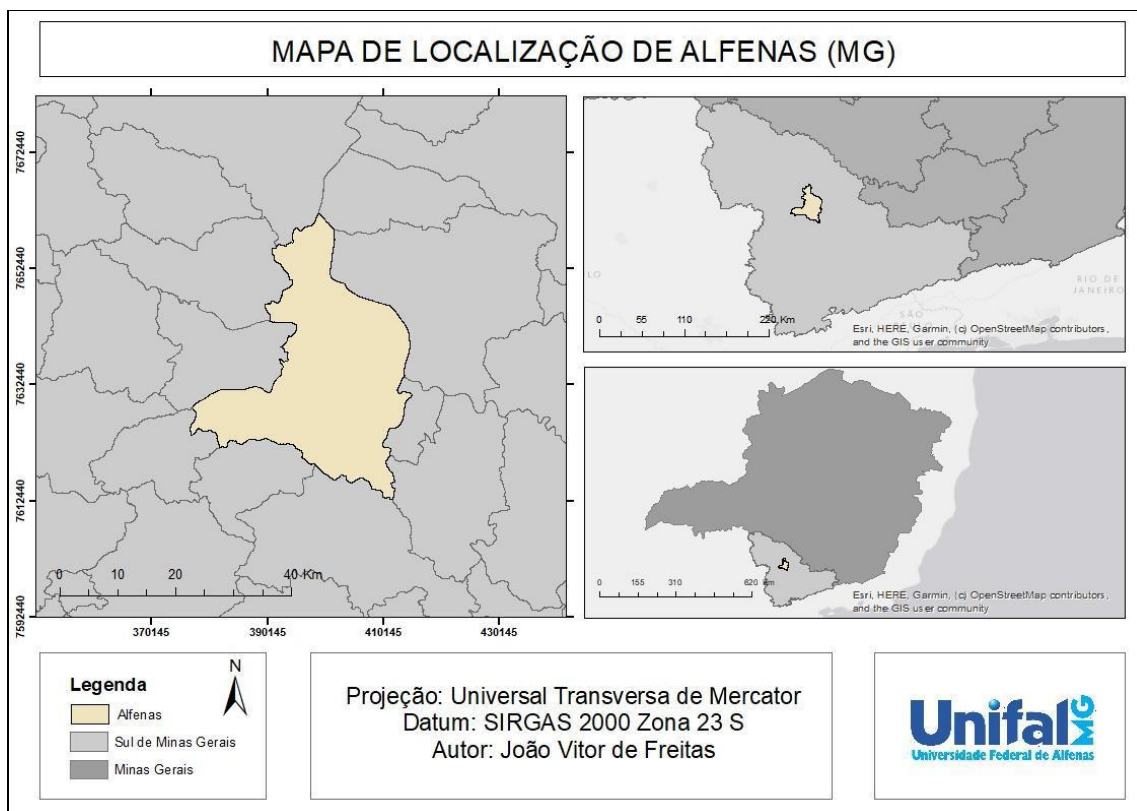 MAPA DE LOCALIZAÇÃO DE ALFENAS (MG)
7672440
7652440
7632440
7612440
7592440
0 10 20 40 Km
370145 390145 410145 430145
LO
RIO DE
JANEIRO
SÃO
0 55 110 220 Km
Esri, HERE, Garmin, (c) OpenStreetMap contributors,
and the GIS user community
0 155 310 620 Km
Esri, HERE, Garmin, (c) OpenStreetMap contributors,
and the GIS user community
Legenda
N
Alfenas
Sul de Minas Gerais
Minas Gerais
Projeção: Universal Transversa de Mercator
Datum: SIRGAS 2000 Zona 23 S
Autor: João Vitor de Freitas
Unifal MG
Universidade Federal de Alfenas